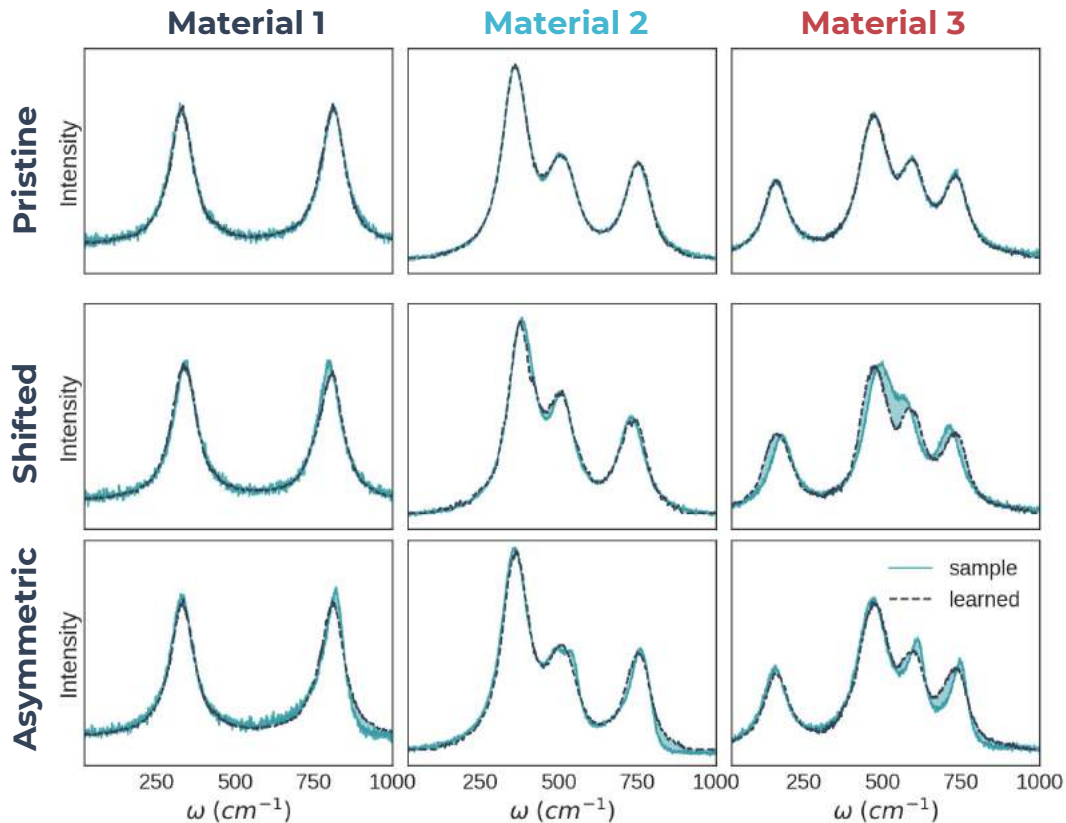 Material 1 Material 2 Material 3
Pristine
Intensity
Shifted
Intensity
Asymmetric
Intensity
sample
learned
250 500 750 1000 250 500 750 1000 250 500 750 1000
ω (cm⁻¹) ω (cm⁻¹) ω (cm⁻¹)